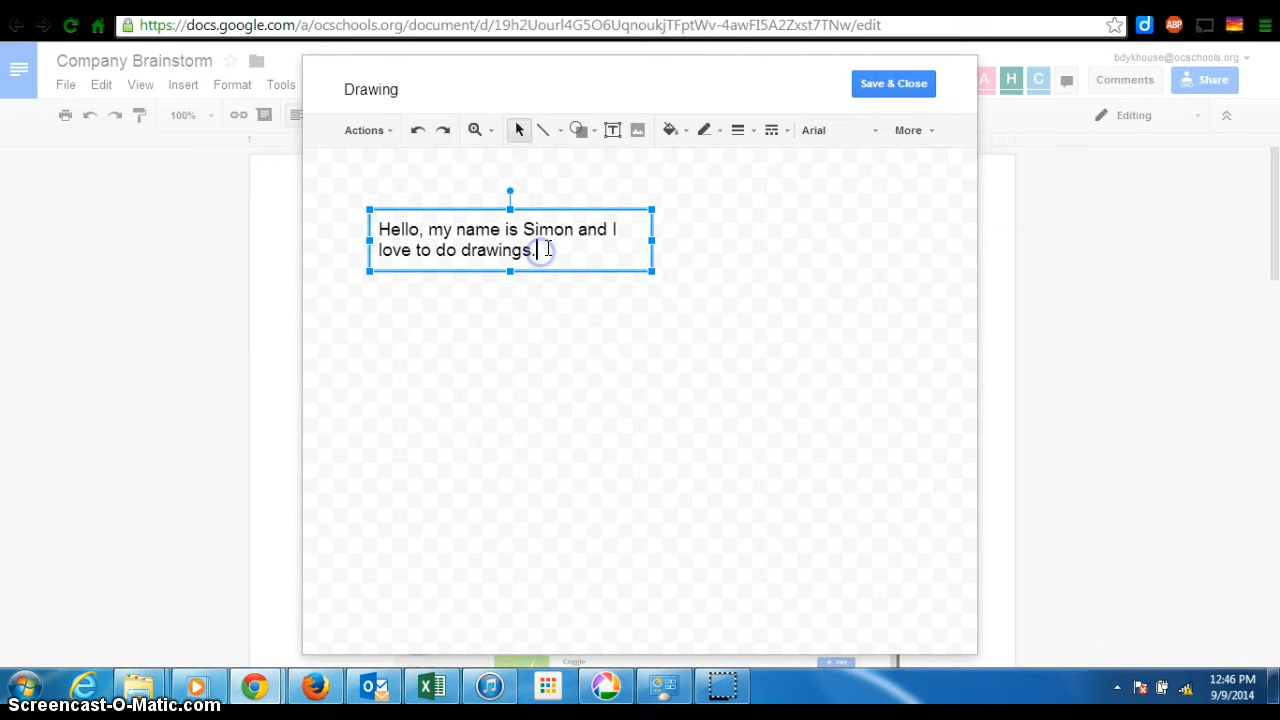 https://docs.google.com/a/ocschools.org/document/d/19h2Uourl4G5O6UqnoukjTFptWv-4awFI5A2Zxst7TNw/edit
ABP
Company Brainstorm
bdykhouse@ocschools.org
File Edit View Insert Format Tools
A H C
Comments
Share
100%
Editing
Drawing
Save & Close
Actions
Arial
More
Hello, my name is Simon and I
love to do drawings.
Coggle
12:46 PM
9/9/2014
Screencast-O-Matic.com